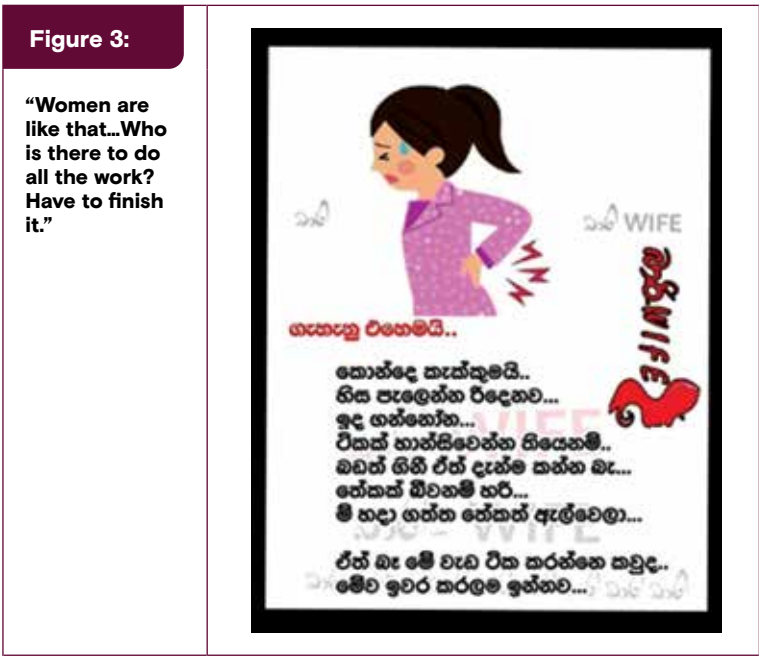 Figure 3:
“Women are
like that...Who
is there to do
all the work?
Have to finish
it.”
භාරි
භාරි WIFE
භාරි WIFE
ගැහැනු එහෙමයි..
කොන්දෙ කැක්කුමයි..
හිස පැලෙන්න රිදෙනව...
ඉද ගන්නෝන...
ටිකක් හාන්සිවෙන්න තියෙනම්..
බඩත් ගිනී ඒත් දැන්ම කන්න බෑ...
තේකක් බීවනම් හරි...
ම් හදා ගත්ත තේකත් ඇල්වෙලා...
WIFE
ඒත් බෑ මේ වැඩ ටික කරන්නෙ කවුද..
මේව ඉවර කරලම ඉන්නව...